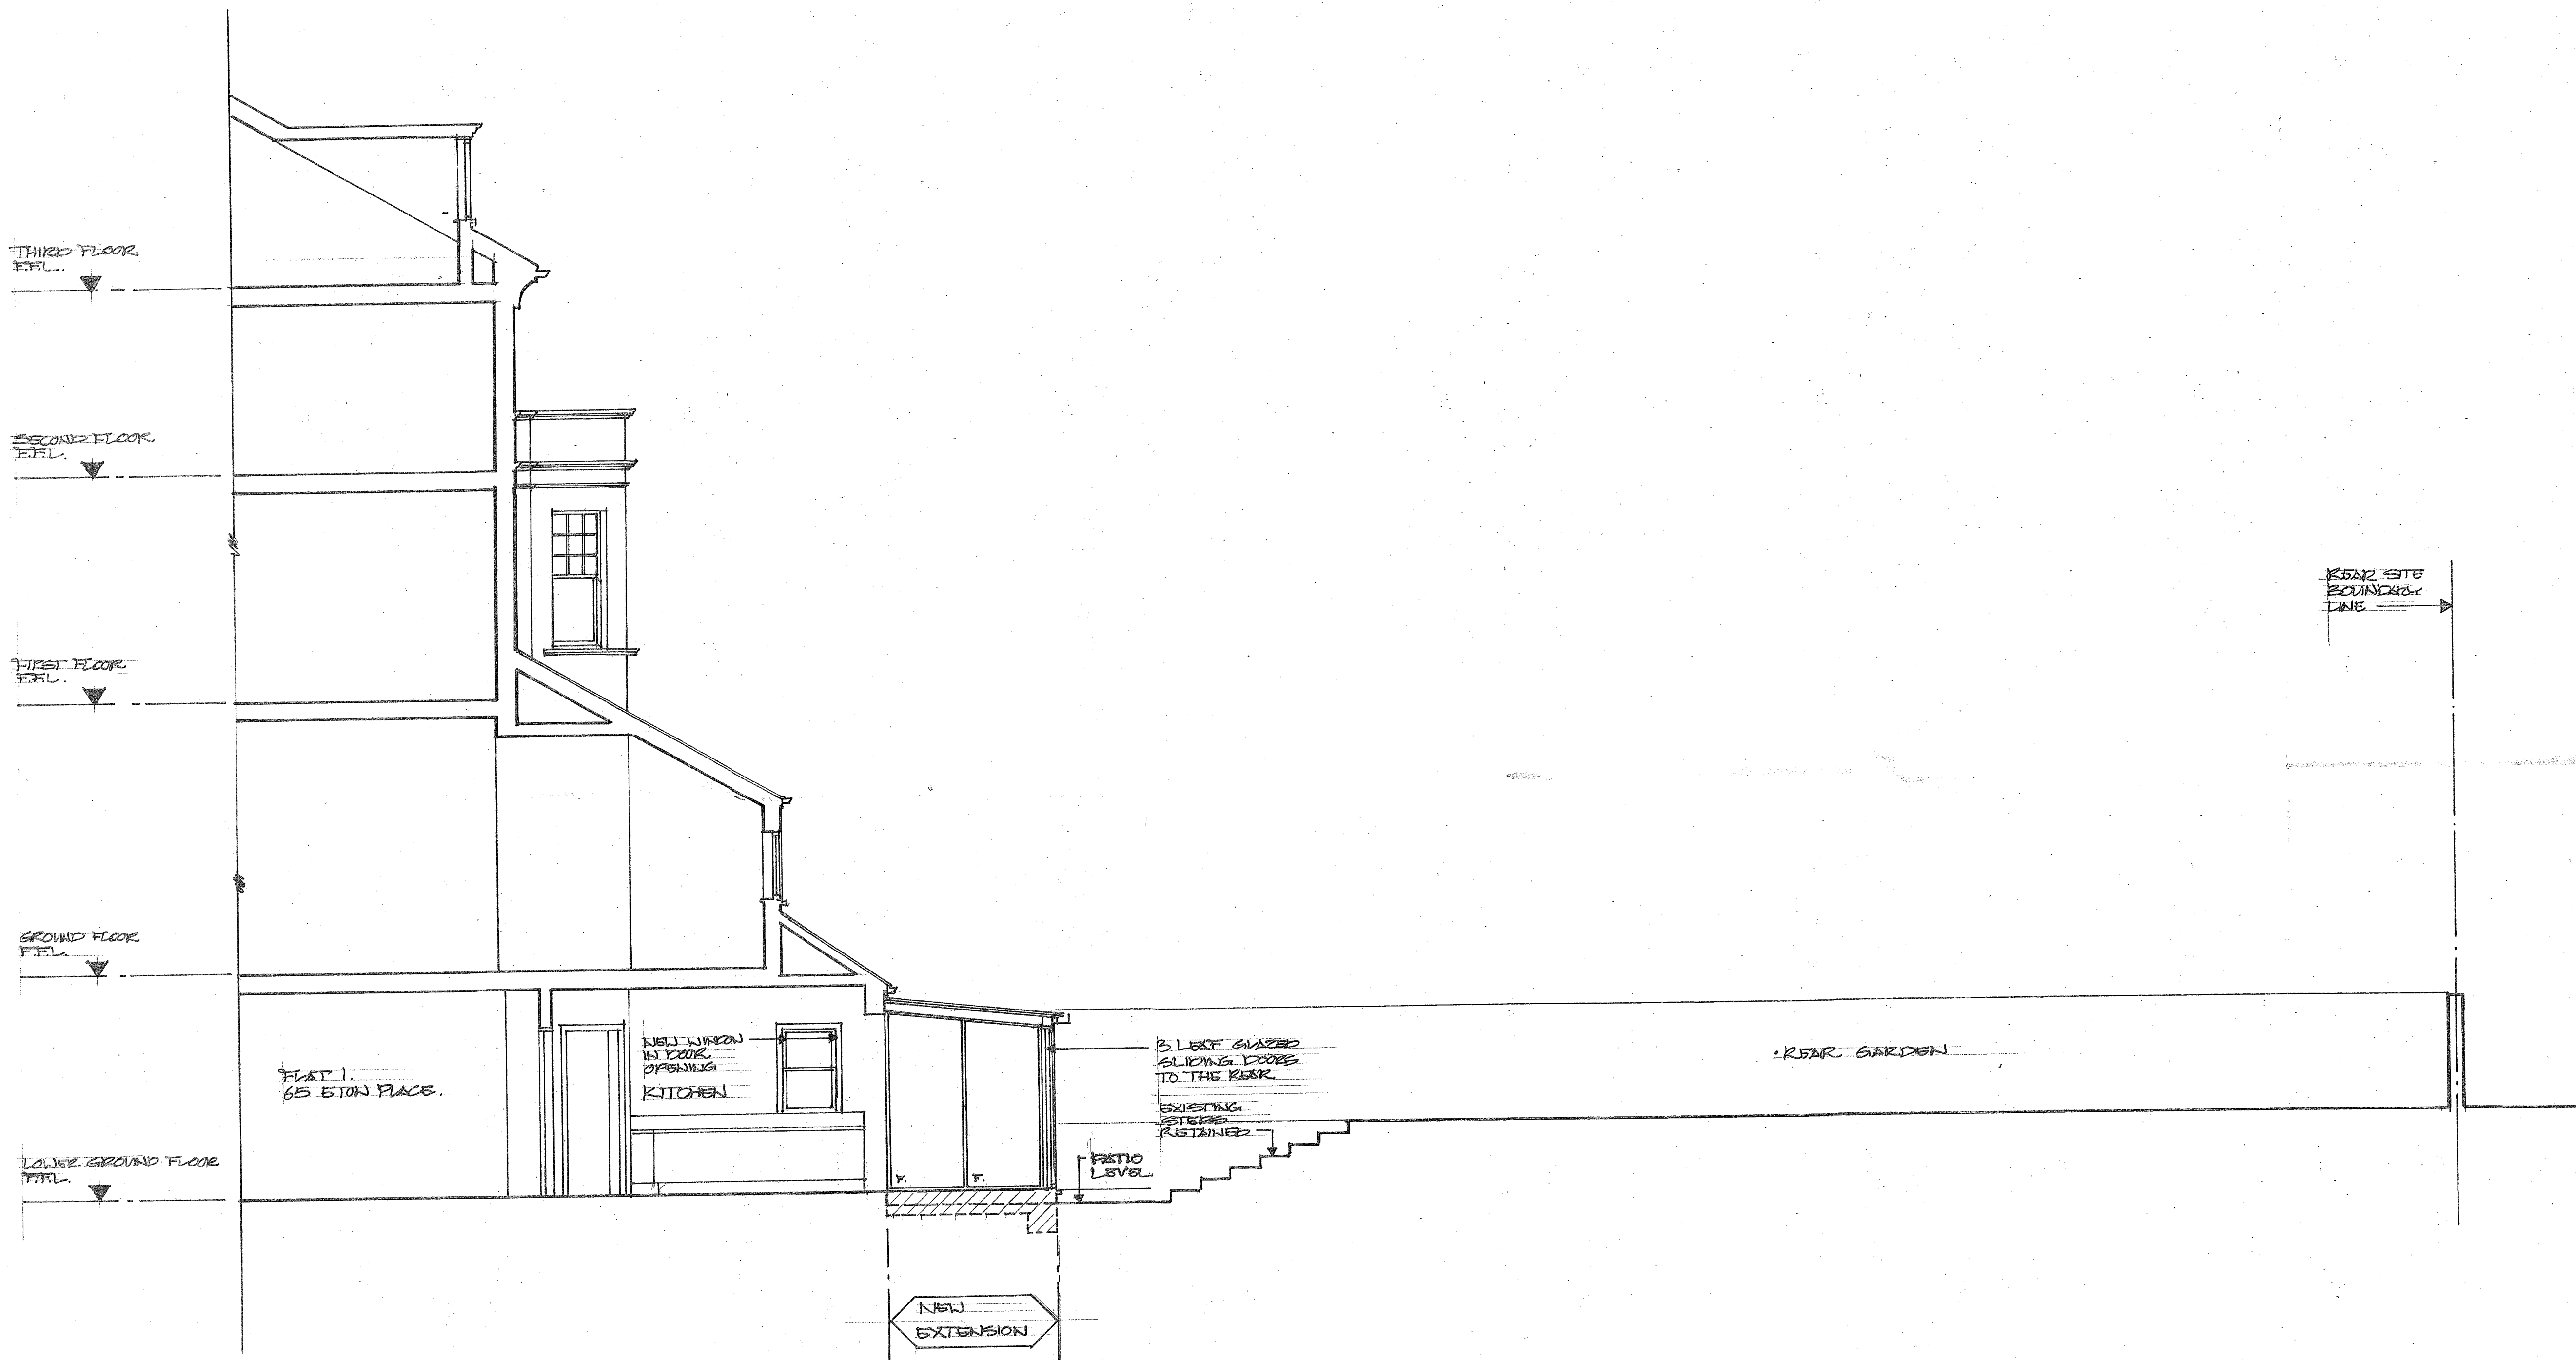 THIRD FLOOR
F.F.L.
SECOND FLOOR
F.F.L.
REAR SITE
BOUNDARY
LINE
FIRST FLOOR
F.F.L.
GROUND FLOOR
F.F.L.
NEW WINDOW
IN DOOR
OPENING
KITCHEN
FLAT 1.
65 ETON PLACE.
3 LEAF GLAZED
SLIDING DOORS
TO THE REAR
REAR GARDEN
EXISTING
STEPS
RETAINED
PATIO
LEVEL
LOWER GROUND FLOOR
F.F.L.
F.
F.
NEW
EXTENSION